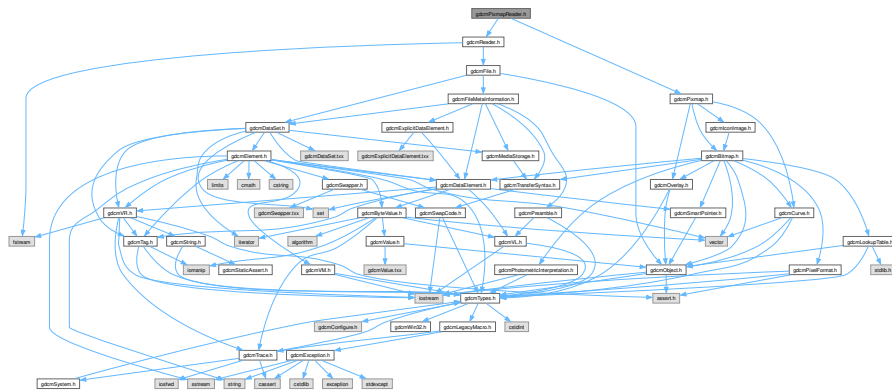 gdcmPixmapReader.h
gdcmReader.h
gdcmFile.h
gdcmFileMetaInformation.h
gdcmPixmap.h
gdcmDataSet.h
gdcmExplicitDataElement.h
gdcmIconImage.h
gdcmElement.h
gdcmDataSet.txx
gdcmExplicitDataElement.txx
gdcmMediaStorage.h
gdcmBitmap.h
limits
cmath
cstring
gdcmSwapper.h
gdcmDataElement.h
gdcmTransferSyntax.h
gdcmOverlay.h
gdcmVR.h
gdcmSwapper.txx
set
gdcmByteValue.h
gdcmSwapCode.h
gdcmPreamble.h
gdcmSmartPointer.h
gdcmCurve.h
fstream
gdcmTag.h
gdcmString.h
iterator
algorithm
gdcmValue.h
gdcmVL.h
vector
gdcmLookupTable.h
iomanip
gdcmStaticAssert.h
gdcmVM.h
gdcmValue.txx
gdcmPhotometricInterpretation.h
gdcmObject.h
gdcmPixelFormat.h
stdlib.h
iostream
gdcmTypes.h
assert.h
gdcmConfigure.h
gdcmWin32.h
gdcmLegacyMacro.h
cstdint
gdcmTrace.h
gdcmException.h
gdcmSystem.h
iosfwd
sstream
string
cassert
cstdlib
exception
stdexcept